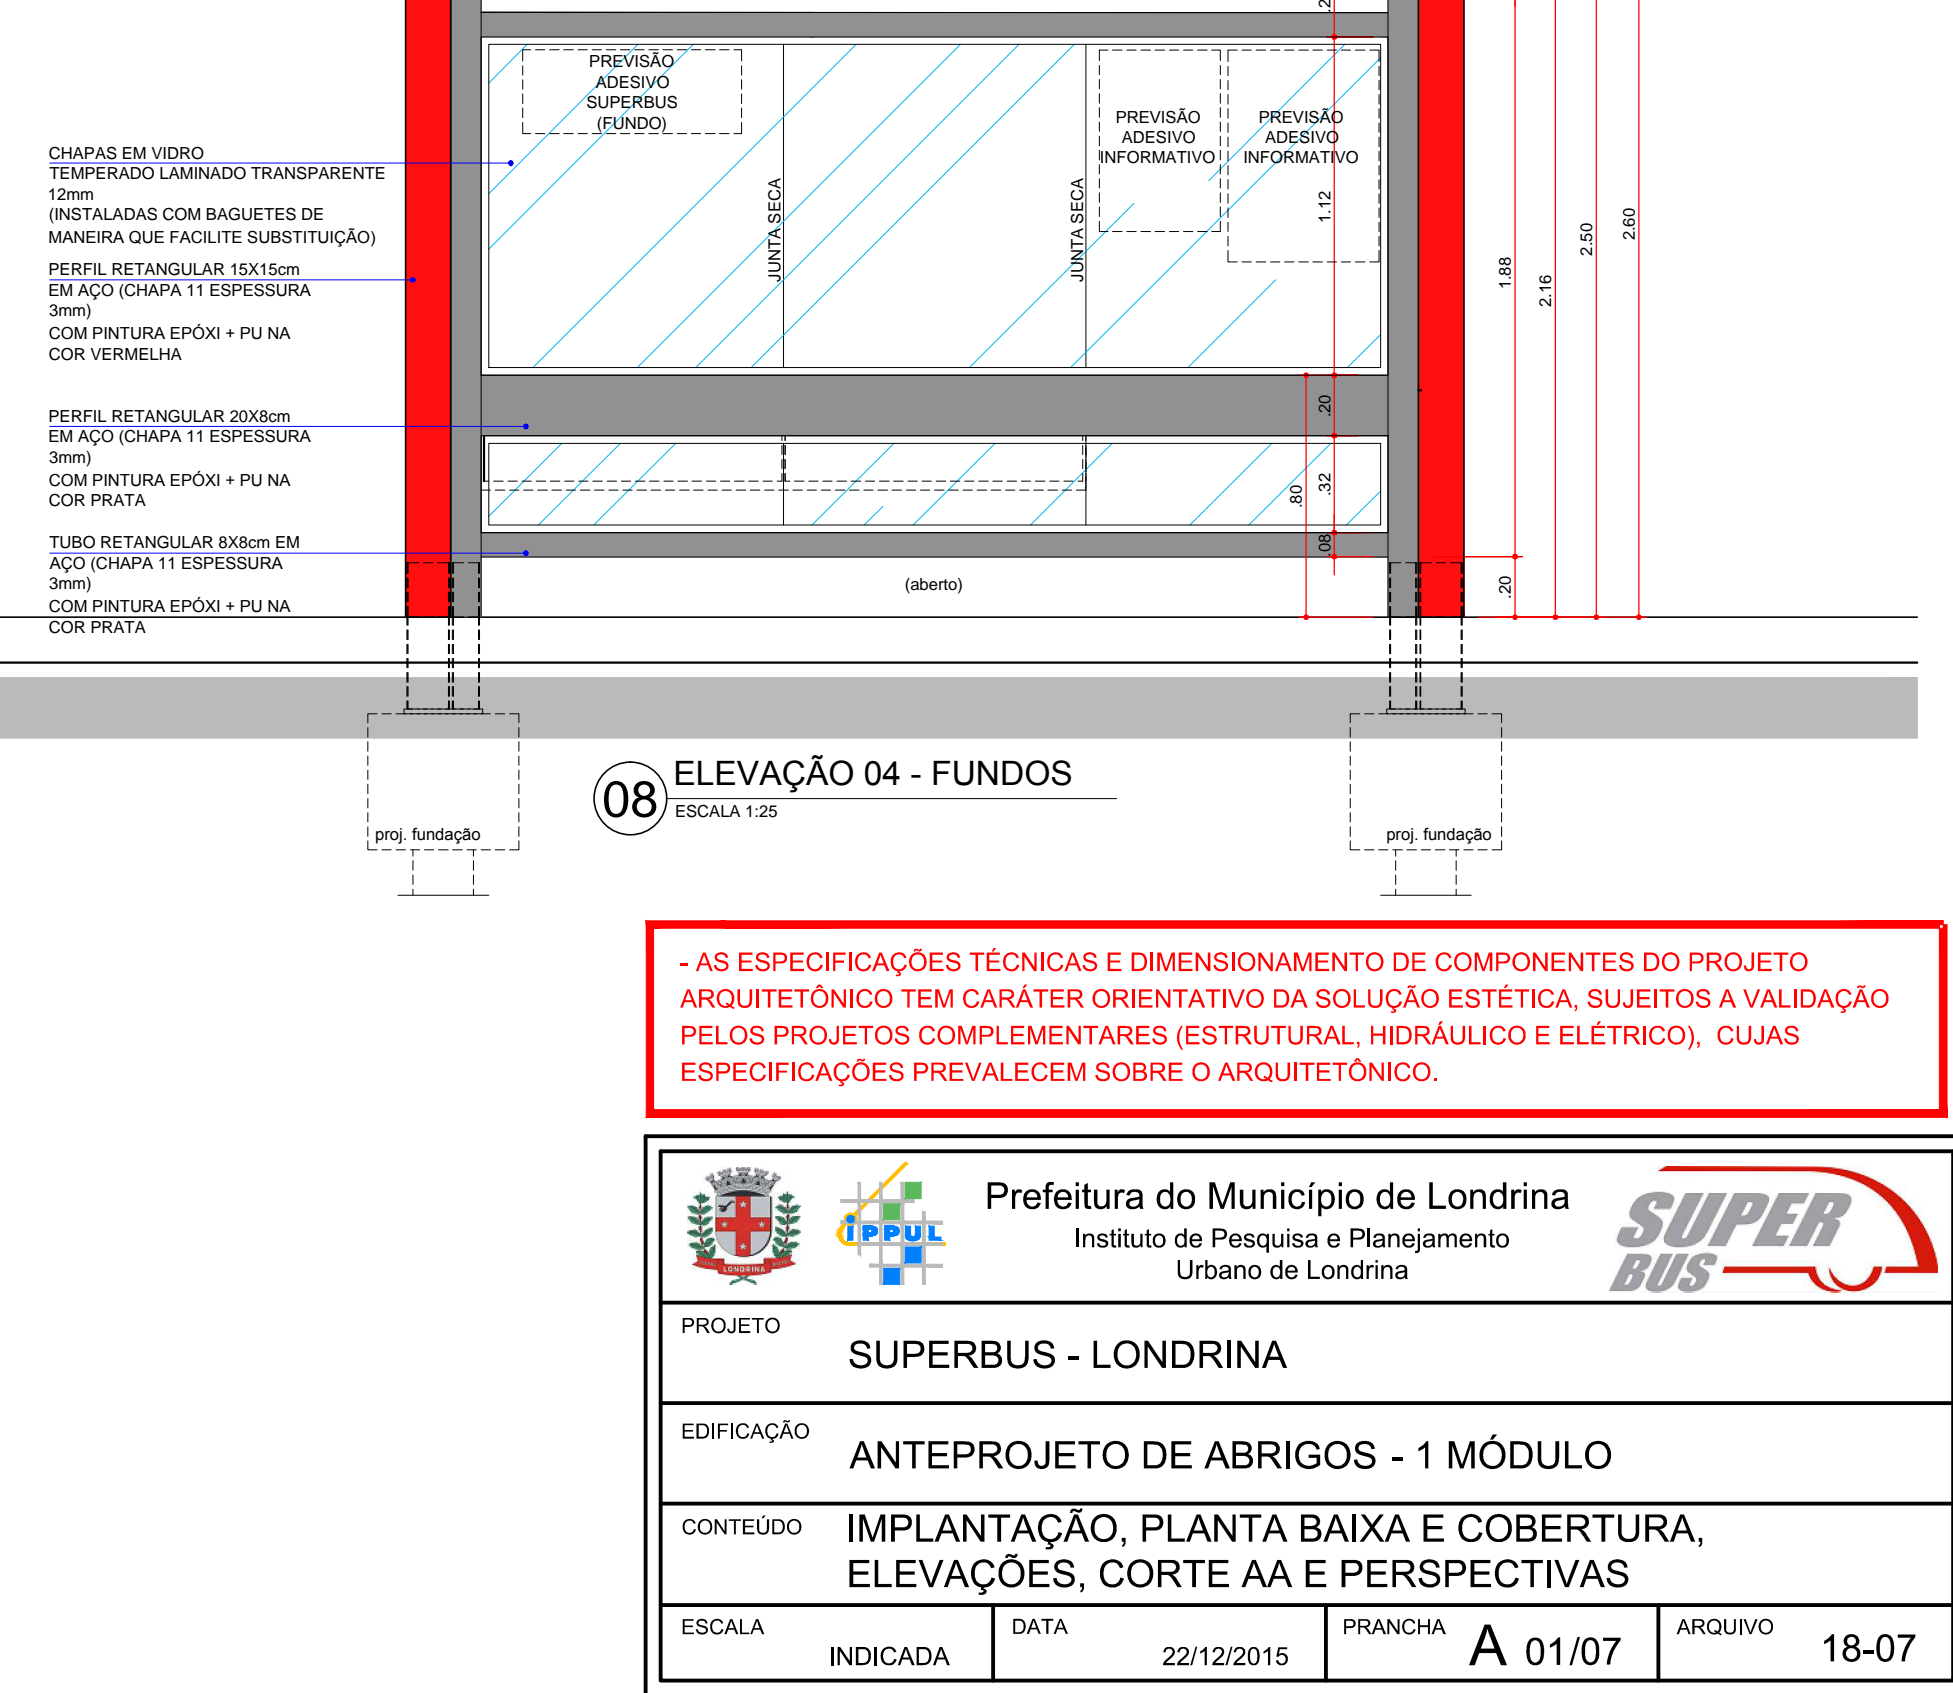 PREVISÃO
ADESIVO
SUPERBUS
(FUNDO)
PREVISÃO
ADESIVO
INFORMATIVO
PREVISÃO
ADESIVO
INFORMATIVO
JUNTA SECA
JUNTA SECA
CHAPAS EM VIDRO
TEMPERADO LAMINADO TRANSPARENTE
12mm
(INSTALADAS COM BAGUETES DE
MANEIRA QUE FACILITE SUBSTITUIÇÃO)
PERFIL RETANGULAR 15X15cm
EM AÇO (CHAPA 11 ESPESSURA
3mm)
COM PINTURA EPÓXI + PU NA
COR VERMELHA
PERFIL RETANGULAR 20X8cm
EM AÇO (CHAPA 11 ESPESSURA
3mm)
COM PINTURA EPÓXI + PU NA
COR PRATA
TUBO RETANGULAR 8X8cm EM
AÇO (CHAPA 11 ESPESSURA
3mm)
COM PINTURA EPÓXI + PU NA
COR PRATA
1.12
.20
.32
.08
.80
1.88
.20
2.16
2.50
2.60
(aberto)
08
ELEVAÇÃO 04 - FUNDOS
ESCALA 1:25
proj. fundação
proj. fundação
- AS ESPECIFICAÇÕES TÉCNICAS E DIMENSIONAMENTO DE COMPONENTES DO PROJETO
ARQUITETÔNICO TEM CARÁTER ORIENTATIVO DA SOLUÇÃO ESTÉTICA, SUJEITOS A VALIDAÇÃO
PELOS PROJETOS COMPLEMENTARES (ESTRUTURAL, HIDRÁULICO E ELÉTRICO), CUJAS
ESPECIFICAÇÕES PREVALECEM SOBRE O ARQUITETÔNICO.
LONDRINA
IPPUL
Prefeitura do Município de Londrina
Instituto de Pesquisa e Planejamento
Urbano de Londrina
SUPER
BUS
PROJETO
SUPERBUS - LONDRINA
EDIFICAÇÃO
ANTEPROJETO DE ABRIGOS - 1 MÓDULO
CONTEÚDO
IMPLANTAÇÃO, PLANTA BAIXA E COBERTURA,
ELEVAÇÕES, CORTE AA E PERSPECTIVAS
ESCALA
INDICADA
DATA
22/12/2015
PRANCHA
A 01/07
ARQUIVO
18-07